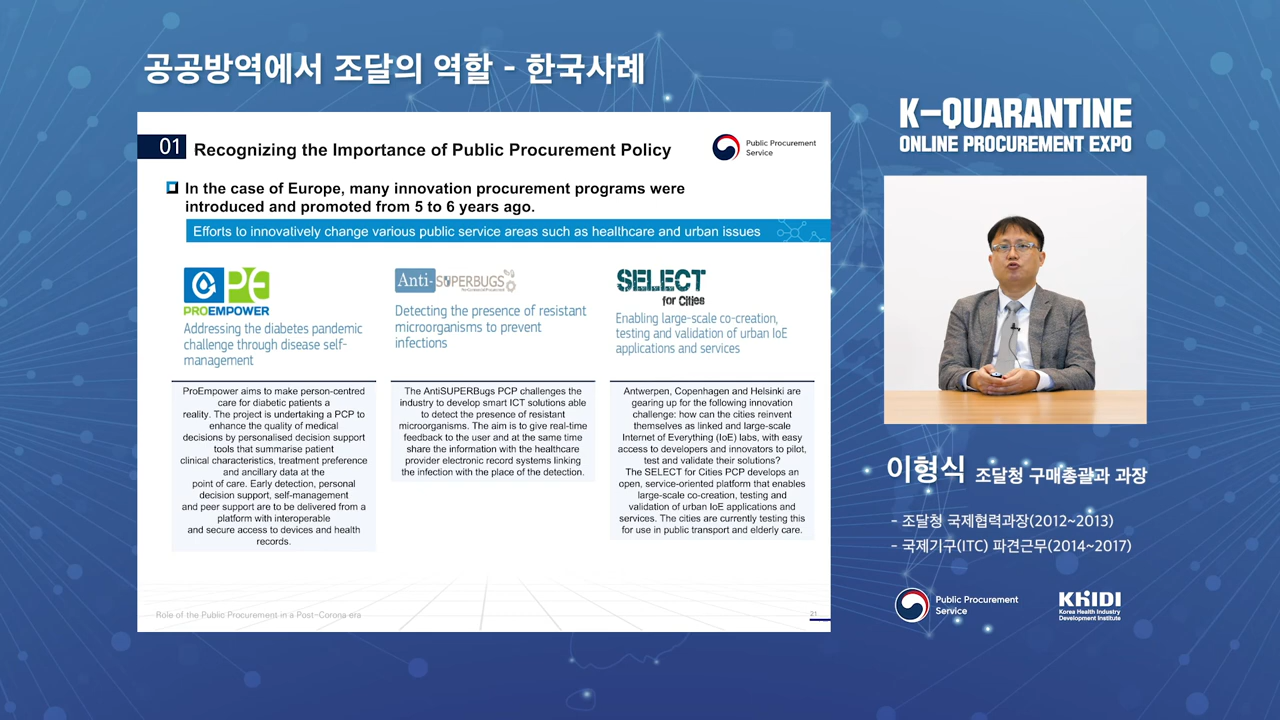 공공방역에서 조달의 역할 - 한국사례
01
Recognizing the Importance of Public Procurement Policy
Public Procurement
Service
In the case of Europe, many innovation procurement programs were
introduced and promoted from 5 to 6 years ago.
Efforts to innovatively change various public service areas such as healthcare and urban issues
PROEMPOWER
Addressing the diabetes pandemic
challenge through disease self-
management
ProEmpower aims to make person-centred
care for diabetic patients a
reality. The project is undertaking a PCP to
enhance the quality of medical
decisions by personalised decision support
tools that summarise patient
clinical characteristics, treatment preference
and ancillary data at the
point of care. Early detection, personal
decision support, self-management
and peer support are to be delivered from a
platform with interoperable
and secure access to devices and health
records.
Anti-SUPERBUGS
Detecting the presence of resistant
microorganisms to prevent
infections
The AntiSUPERBugs PCP challenges the
industry to develop smart ICT solutions able
to detect the presence of resistant
microorganisms. The aim is to give real-time
feedback to the user and at the same time
share the information with the healthcare
provider electronic record systems linking
the infection with the place of the detection.
SELECT
for Cities
Enabling large-scale co-creation,
testing and validation of urban IoE
applications and services
Antwerpen, Copenhagen and Helsinki are
gearing up for the following innovation
challenge: how can the cities reinvent
themselves as linked and large-scale
Internet of Everything (IoE) labs, with easy
access to developers and innovators to pilot,
test and validate their solutions?
The SELECT for Cities PCP develops an
open, service-oriented platform that enables
large-scale co-creation, testing and
validation of urban IoE applications and
services. The cities are currently testing this
for use in public transport and elderly care.
Role of the Public Procurement in a Post-Corona era
21
K-QUARANTINE
ONLINE PROCUREMENT EXPO
이형식 조달청 구매총괄과 과장
- 조달청 국제협력과장(2012~2013)
- 국제기구(ITC) 파견근무(2014~2017)
Public Procurement
Service
KHIDI
Korea Health Industry
Development Institute